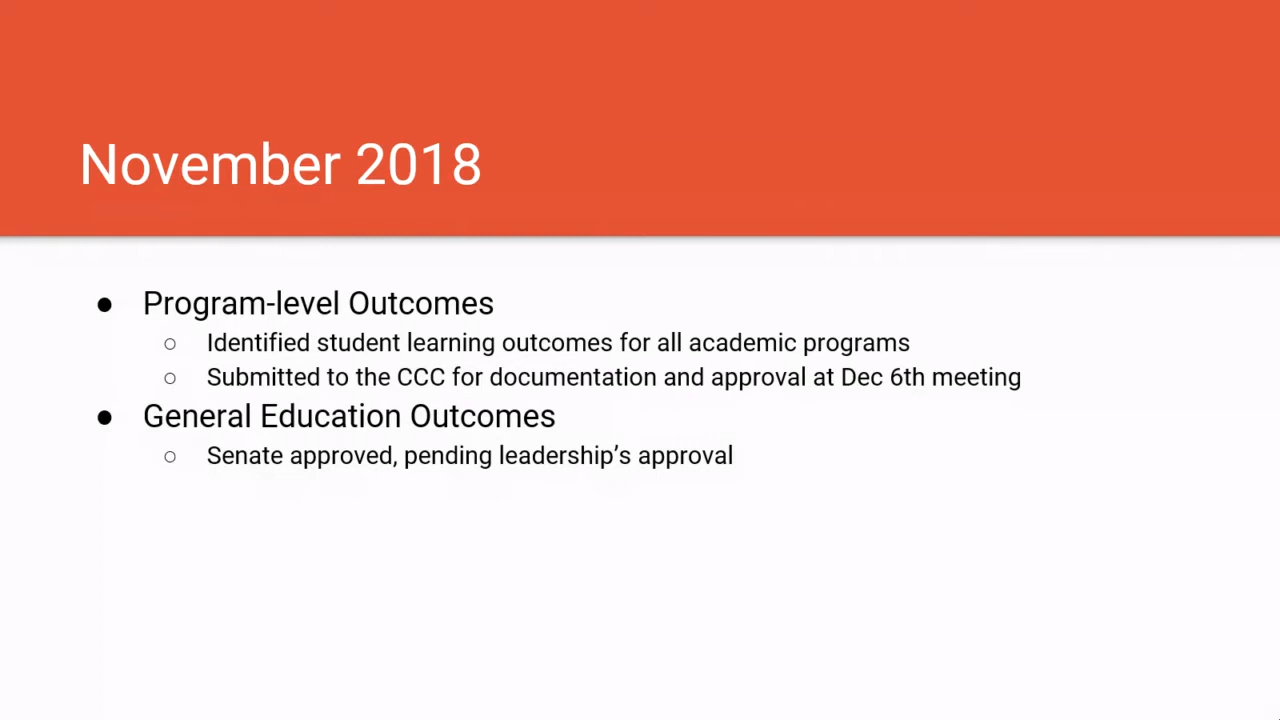 November 2018
● Program-level Outcomes
○ Identified student learning outcomes for all academic programs
○ Submitted to the CCC for documentation and approval at Dec 6th meeting
● General Education Outcomes
○ Senate approved, pending leadership’s approval